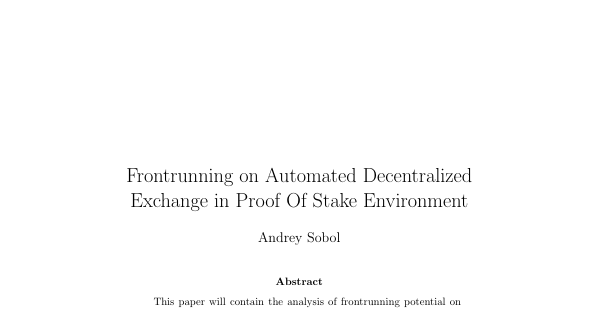 Frontrunning on Automated Decentralized
Exchange in Proof Of Stake Environment
Andrey Sobol
Abstract
This paper will contain the analysis of frontrunning potential on